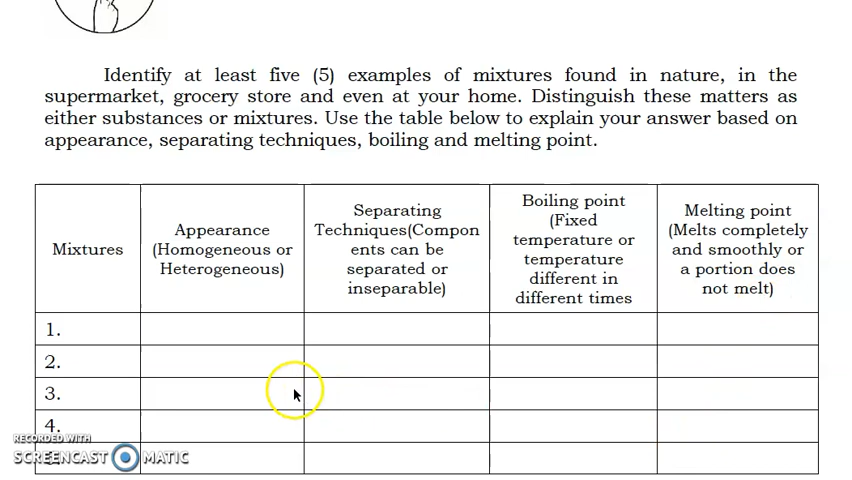 Identify at least five (5) examples of mixtures found in nature, in the
supermarket, grocery store and even at your home. Distinguish these matters as
either substances or mixtures. Use the table below to explain your answer based on
appearance, separating techniques, boiling and melting point.
Mixtures
Appearance
(Homogeneous or
Heterogeneous)
Separating
Techniques(Compon
ents can be
separated or
inseparable)
Boiling point
(Fixed
temperature or
temperature
different in
different times
Melting point
(Melts completely
and smoothly or
a portion does
not melt)
1.
2.
3.
4.
RECORDED WITH
SCREENCAST MATIC